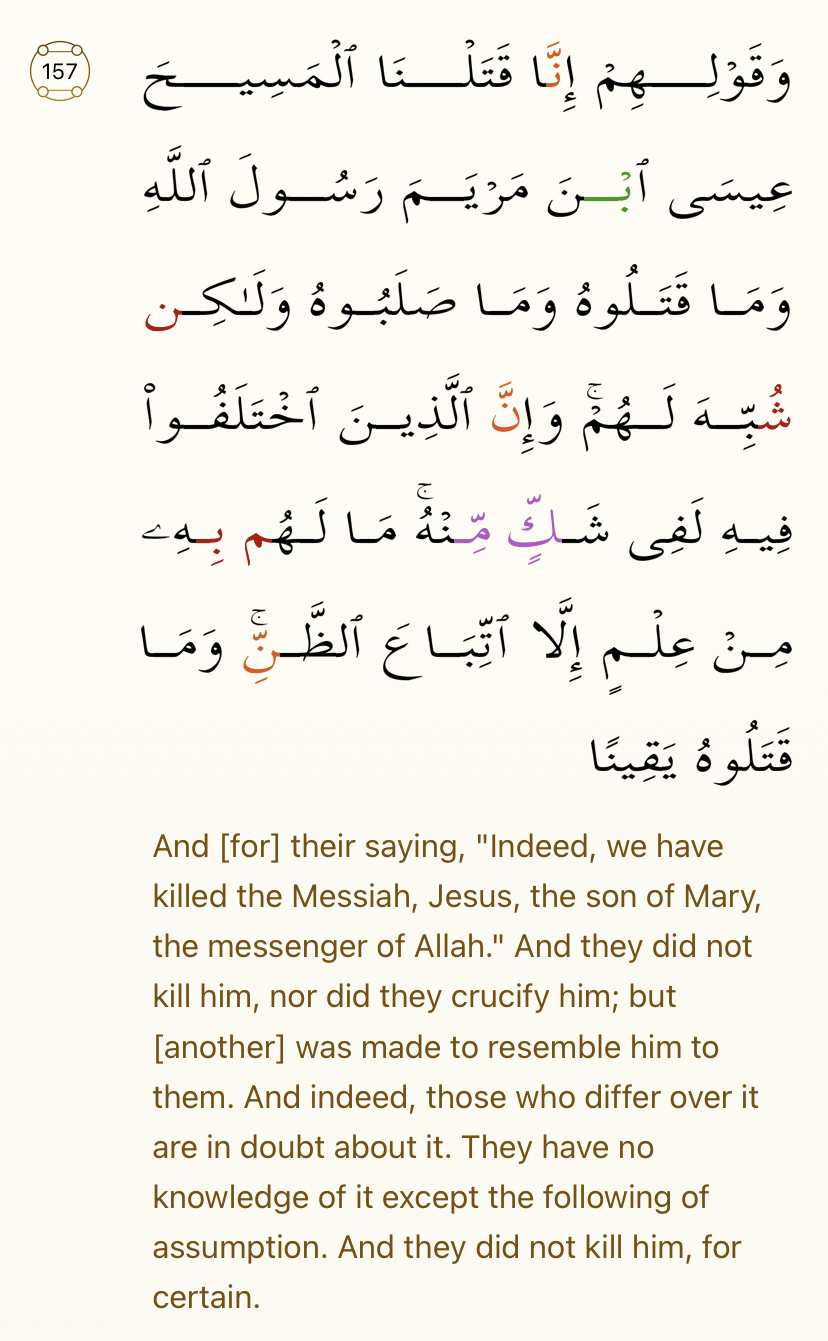 157
وَقَوْلِهِمْ إِنَّا قَتَلْنَا ٱلْمَسِيحَ
عِيسَى ٱبْنَ مَرْيَمَ رَسُولَ ٱللَّهِ
وَمَا قَتَلُوهُ وَمَا صَلَبُوهُ وَلَـٰكِن
شُبِّهَ لَهُمْ ۚ وَإِنَّ ٱلَّذِينَ ٱخْتَلَفُوا۟
فِيهِ لَفِى شَكٍّ مِّنْهُ ۚ مَا لَهُم بِهِۦ
مِنْ عِلْمٍ إِلَّا ٱتِّبَاعَ ٱلظَّنِّ ۚ وَمَا
قَتَلُوهُ يَقِينًا
And [for] their saying, "Indeed, we have
killed the Messiah, Jesus, the son of Mary,
the messenger of Allah." And they did not
kill him, nor did they crucify him; but
[another] was made to resemble him to
them. And indeed, those who differ over it
are in doubt about it. They have no
knowledge of it except the following of
assumption. And they did not kill him, for
certain.